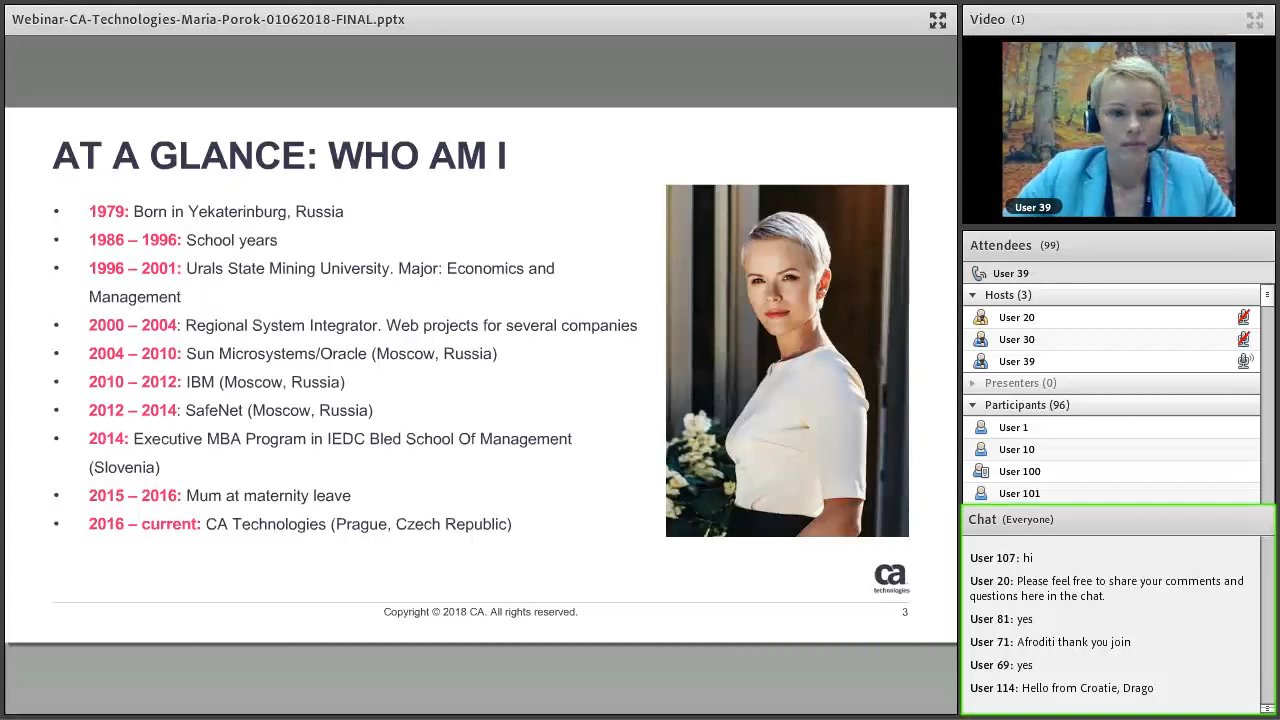 Webinar-CA-Technologies-Maria-Porok-01062018-FINAL.pptx
AT A GLANCE: WHO AM I
• 1979: Born in Yekaterinburg, Russia
• 1986 – 1996: School years
• 1996 – 2001: Urals State Mining University. Major: Economics and
Management
• 2000 – 2004: Regional System Integrator. Web projects for several companies
• 2004 – 2010: Sun Microsystems/Oracle (Moscow, Russia)
• 2010 – 2012: IBM (Moscow, Russia)
• 2012 – 2014: SafeNet (Moscow, Russia)
• 2014: Executive MBA Program in IEDC Bled School Of Management
(Slovenia)
• 2015 – 2016: Mum at maternity leave
• 2016 – current: CA Technologies (Prague, Czech Republic)
ca
technologies
Copyright © 2018 CA. All rights reserved.
3
Video (1)
User 39
Attendees (99)
User 39
Hosts (3)
User 20
User 30
User 39
Presenters (0)
Participants (96)
User 1
User 10
User 100
User 101
Chat (Everyone)
User 107: hi
User 20: Please feel free to share your comments and
questions here in the chat.
User 81: yes
User 71: Afroditi thank you join
User 69: yes
User 114: Hello from Croatie, Drago